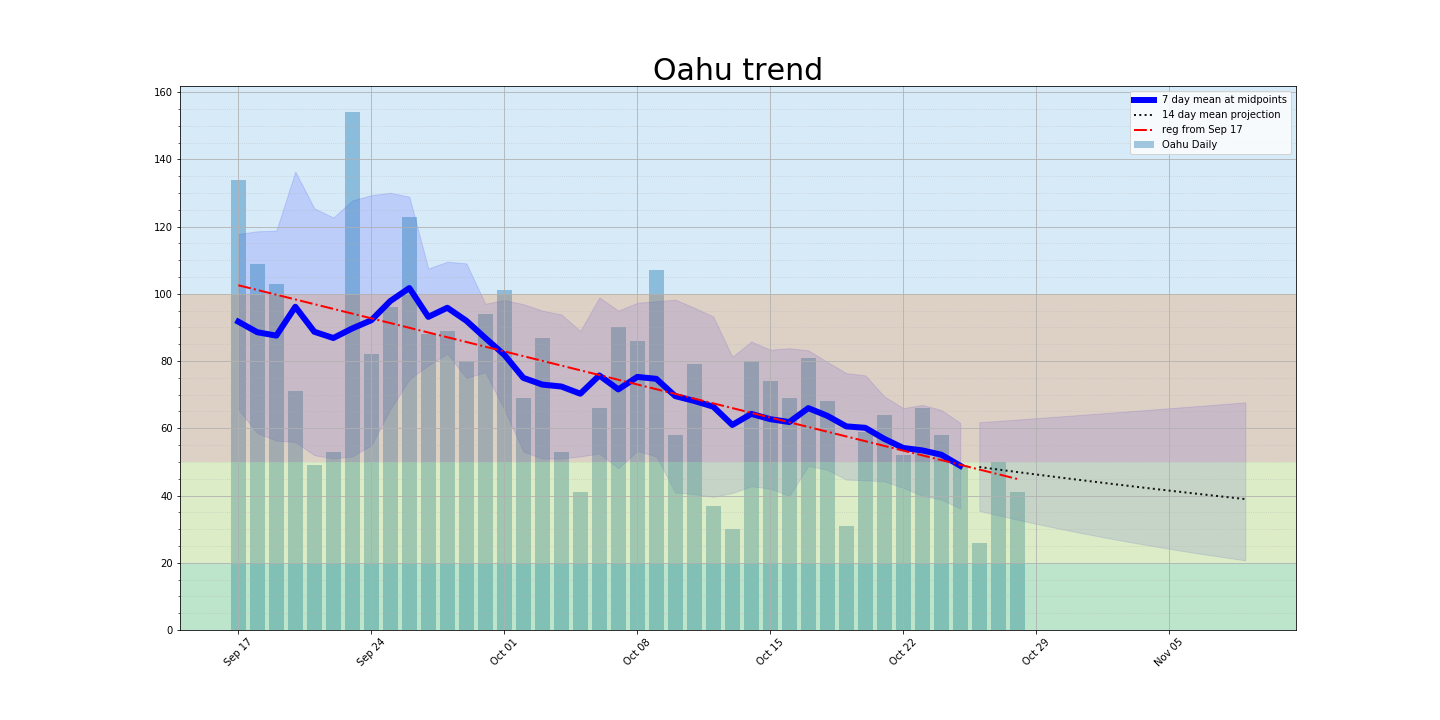 Oahu trend
160
140
120
100
80
60
40
20
0
7 day mean at midpoints
14 day mean projection
reg from Sep 17
Oahu Daily
Sep 17
Sep 24
Oct 01
Oct 08
Oct 15
Oct 22
Oct 29
Nov 05